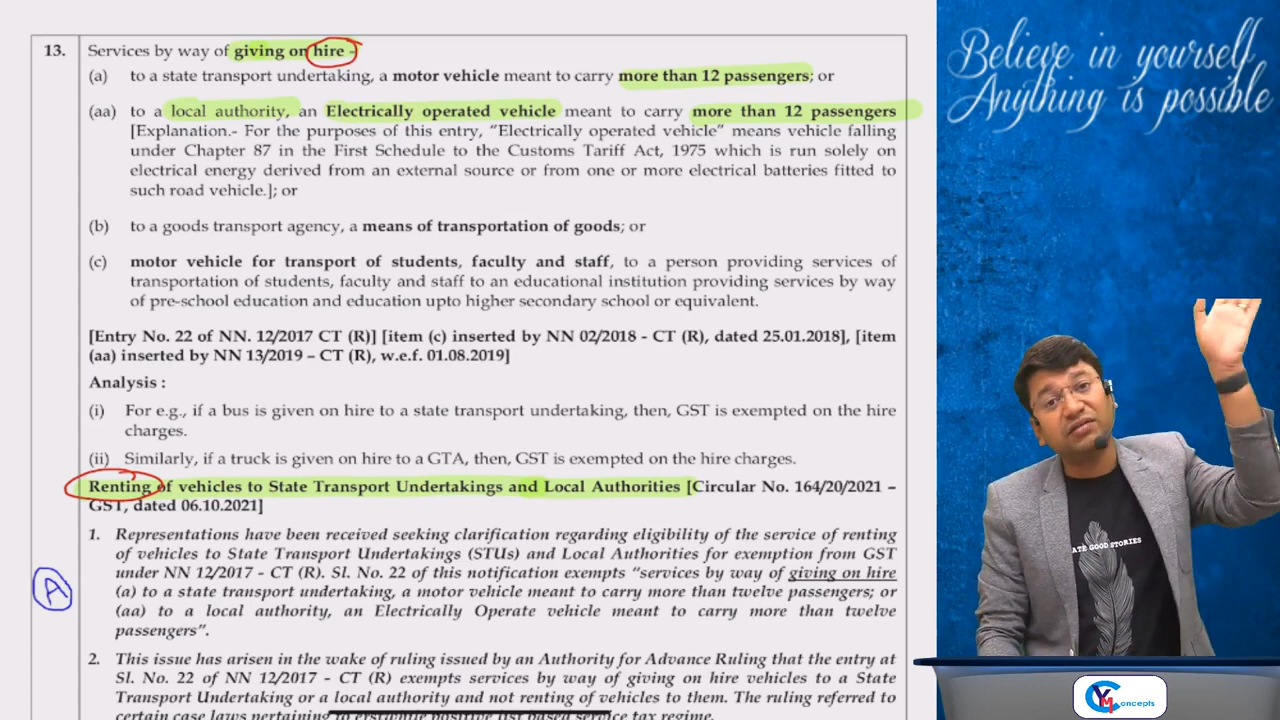 13. Services by way of giving on hire -
(a) to a state transport undertaking, a motor vehicle meant to carry more than 12 passengers; or
(aa) to a local authority, an Electrically operated vehicle meant to carry more than 12 passengers
[Explanation.- For the purposes of this entry, “Electrically operated vehicle” means vehicle falling
under Chapter 87 in the First Schedule to the Customs Tariff Act, 1975 which is run solely on
electrical energy derived from an external source or from one or more electrical batteries fitted to
such road vehicle.]; or
(b) to a goods transport agency, a means of transportation of goods; or
(c) motor vehicle for transport of students, faculty and staff, to a person providing services of
transportation of students, faculty and staff to an educational institution providing services by way
of pre-school education and education upto higher secondary school or equivalent.
[Entry No. 22 of NN. 12/2017 CT (R)] [item (c) inserted by NN 02/2018 - CT (R), dated 25.01.2018], [item
(aa) inserted by NN 13/2019 – CT (R), w.e.f. 01.08.2019]
Analysis :
(i) For e.g., if a bus is given on hire to a state transport undertaking, then, GST is exempted on the hire
charges.
(ii) Similarly, if a truck is given on hire to a GTA, then, GST is exempted on the hire charges.
Renting of vehicles to State Transport Undertakings and Local Authorities [Circular No. 164/20/2021 –
GST, dated 06.10.2021]
1. Representations have been received seeking clarification regarding eligibility of the service of renting
of vehicles to State Transport Undertakings (STUs) and Local Authorities for exemption from GST
under NN 12/2017 - CT (R). Sl. No. 22 of this notification exempts “services by way of giving on hire
(a) to a state transport undertaking, a motor vehicle meant to carry more than twelve passengers; or
(aa) to a local authority, an Electrically Operate vehicle meant to carry more than twelve
passengers”.
A
2. This issue has arisen in the wake of ruling issued by an Authority for Advance Ruling that the entry at
Sl. No. 22 of NN 12/2017 - CT (R) exempts services by way of giving on hire vehicles to a State
Transport Undertaking or a local authority and not renting of vehicles to them. The ruling referred to
certain case laws pertaining to erstwhile positive list based service tax regime.
Believe in yourself
Anything is possible
ATE GOOD STORIES
YM Concepts